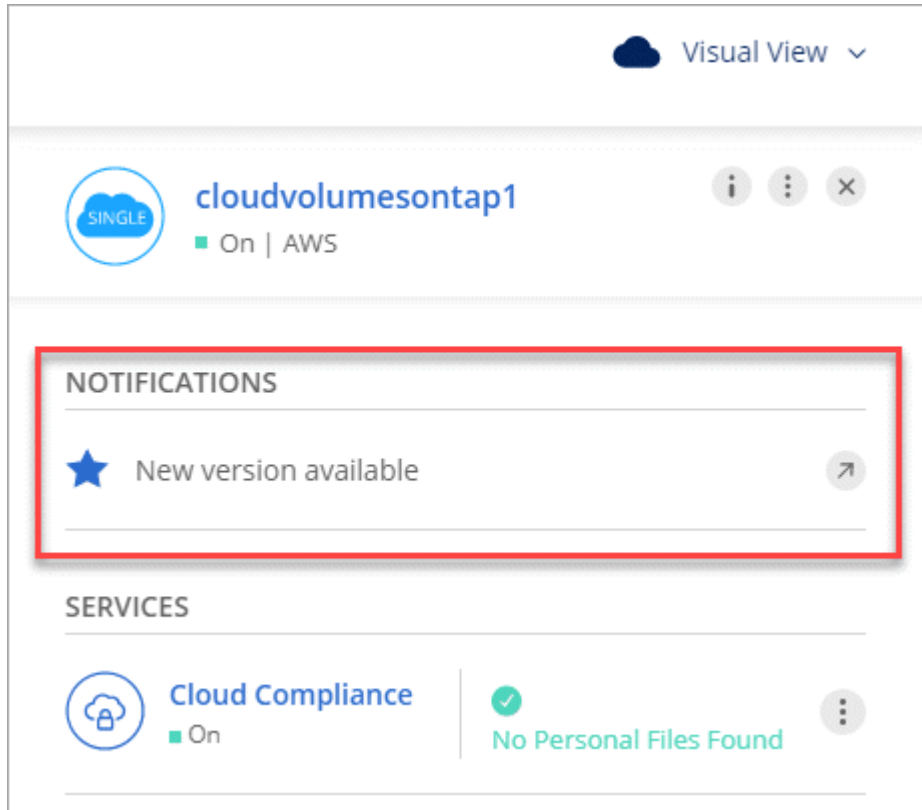 Visual View
SINGLE
cloudvolumesontap1
On | AWS
NOTIFICATIONS
New version available
SERVICES
Cloud Compliance
On
No Personal Files Found